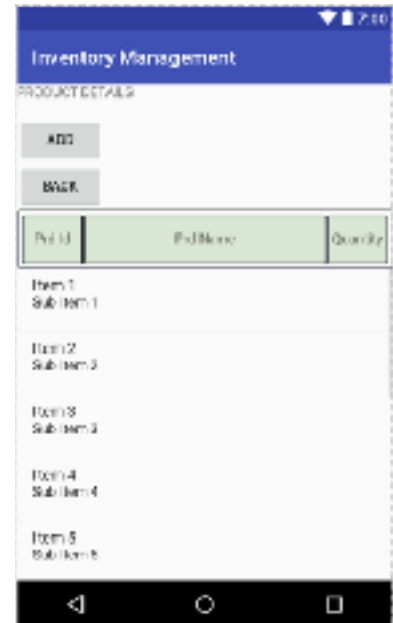 7:00
Inventory Management
PRODUCT DETAILS
ADD
BACK
Prd Id Prd Name Quantity
Item 1
Sub Item 1
Item 2
Sub Item 2
Item 3
Sub Item 3
Item 4
Sub Item 4
Item 5
Sub Item 5